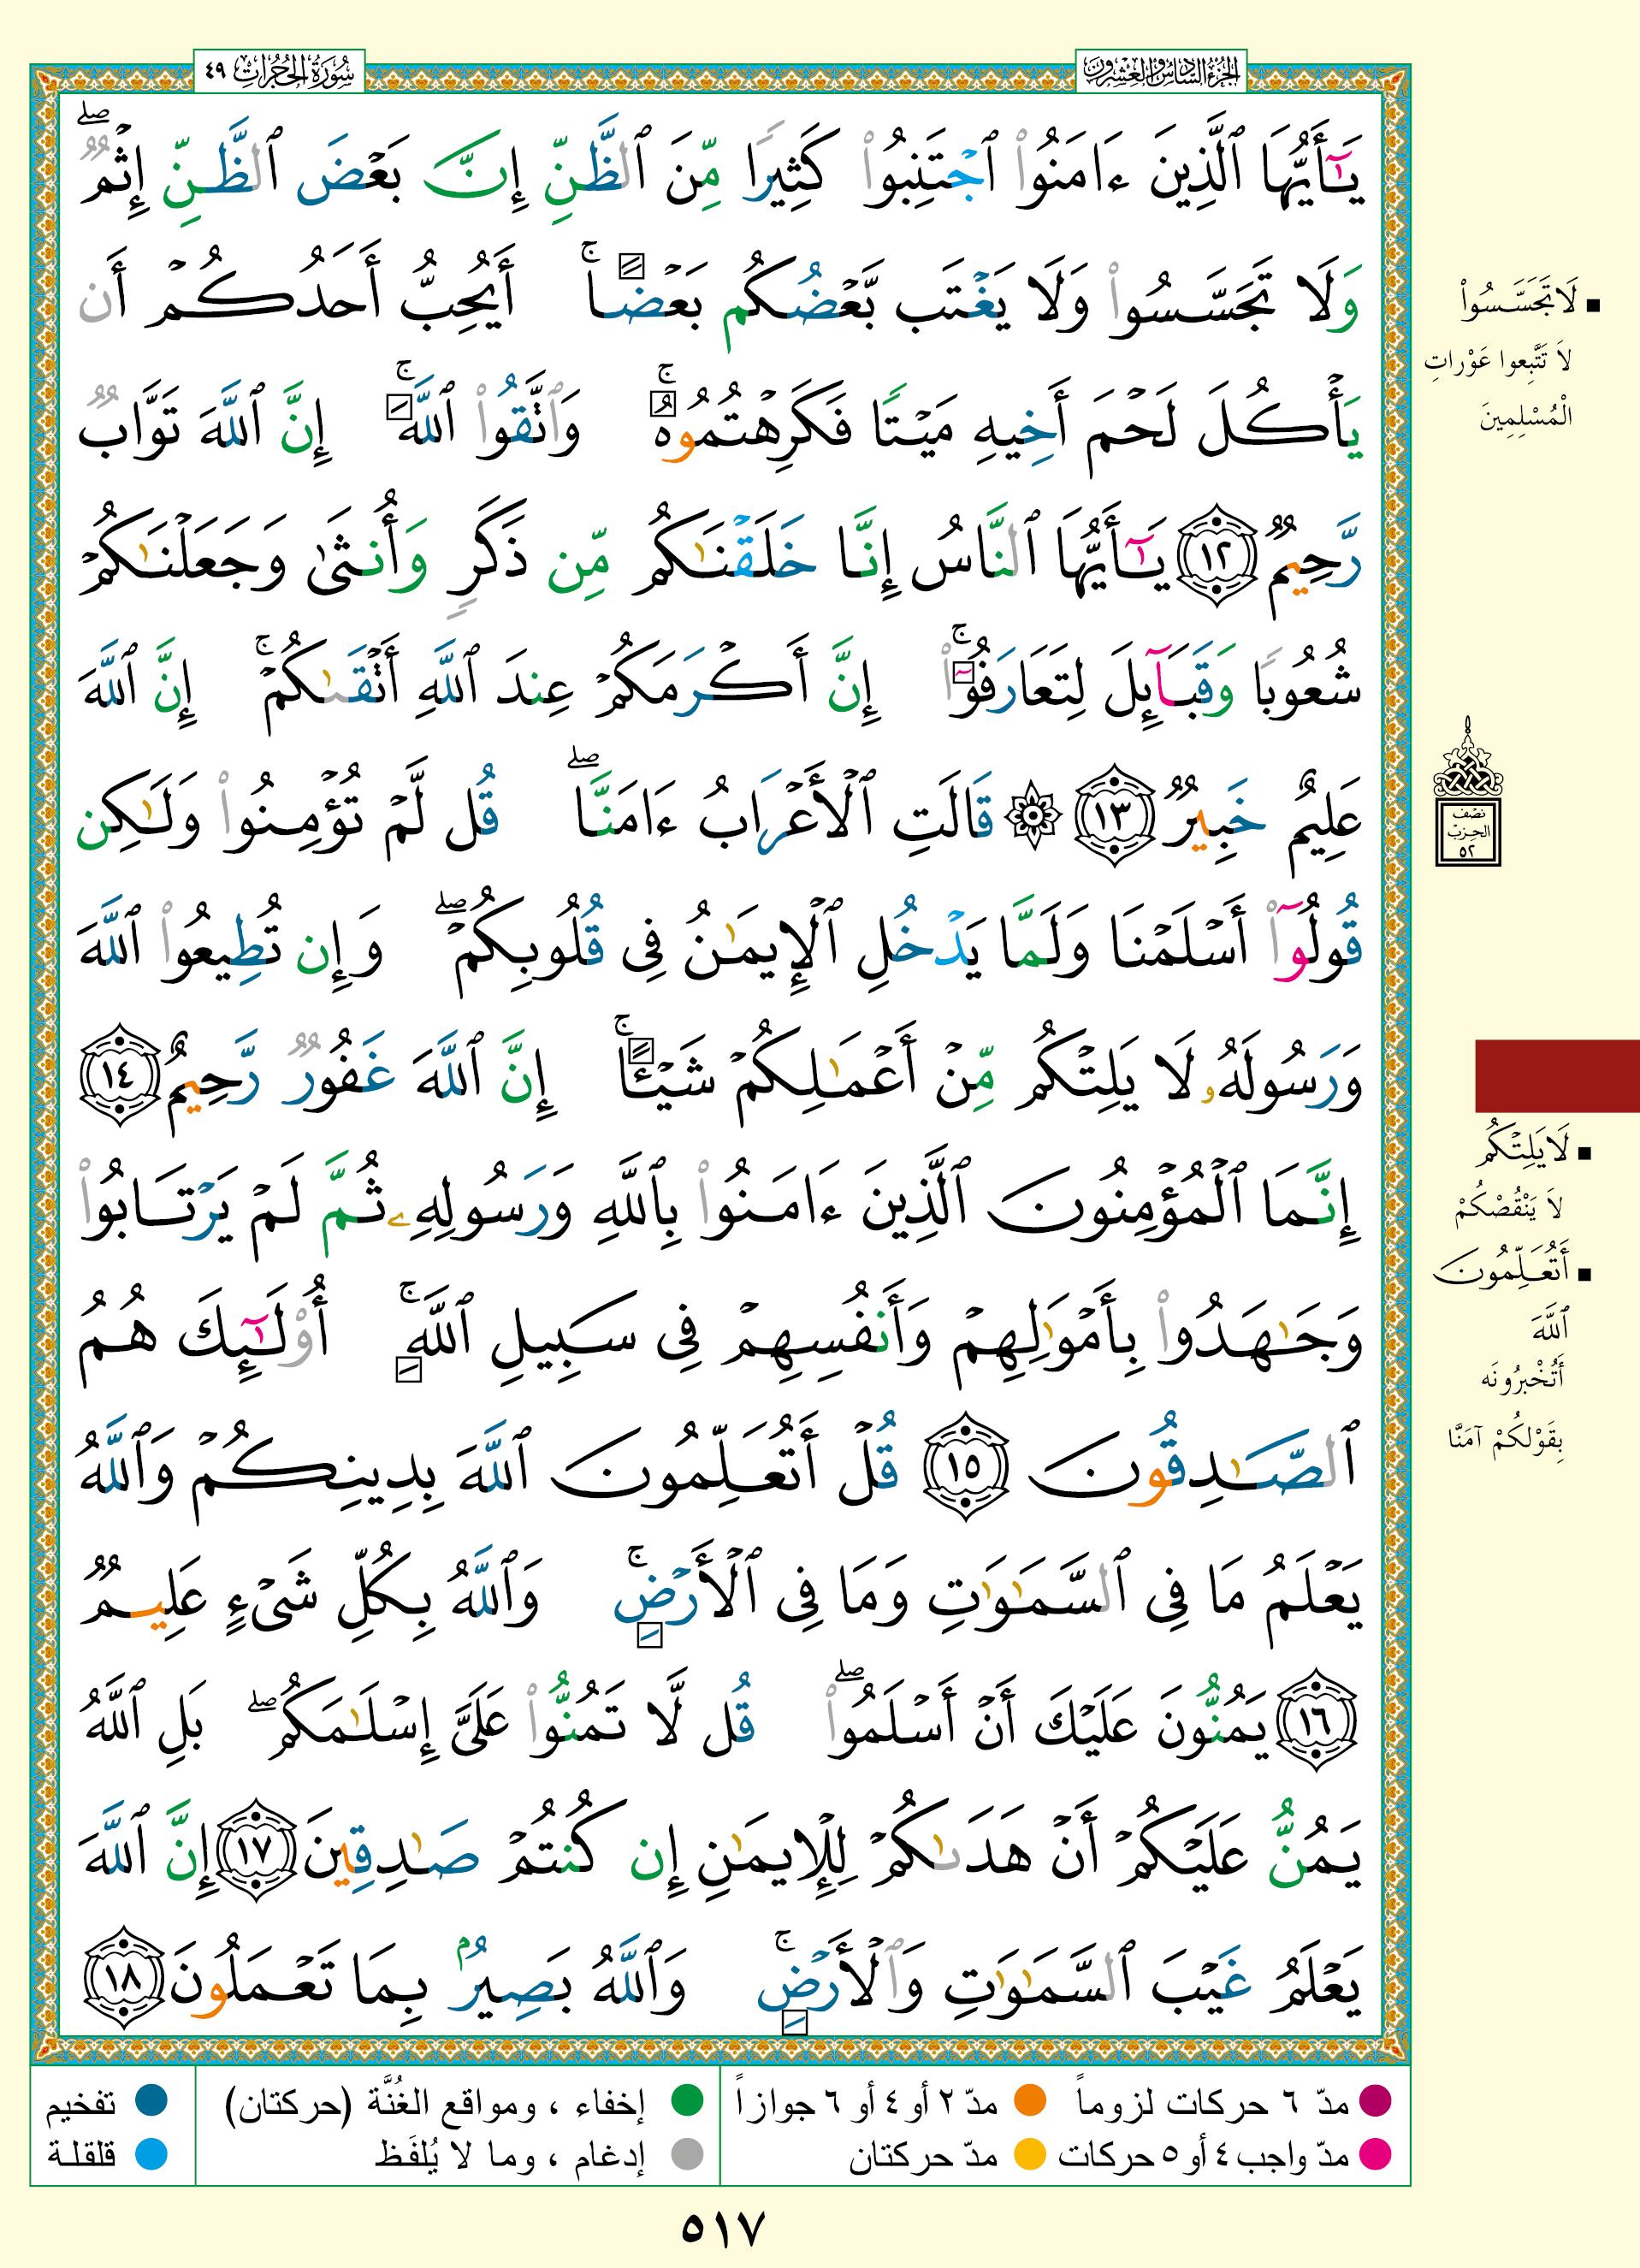 الجزء السادس والعشرون
سورة الحجرات ٤٩
يَـٰٓأَيُّهَا ٱلَّذِينَ ءَامَنُوا۟ ٱجْتَنِبُوا۟ كَثِيرًا مِّنَ ٱلظَّنِّ إِنَّ بَعْضَ ٱلظَّنِّ إِثْمٌ ۖ
وَلَا تَجَسَّسُوا۟ وَلَا يَغْتَب بَّعْضُكُم بَعْضًا ۚ أَيُحِبُّ أَحَدُكُمْ أَن
يَأْكُلَ لَحْمَ أَخِيهِ مَيْتًا فَكَرِهْتُمُوهُ ۚ وَٱتَّقُوا۟ ٱللَّهَ ۚ إِنَّ ٱللَّهَ تَوَّابٌ
رَّحِيمٌ ١٢ يَـٰٓأَيُّهَا ٱلنَّاسُ إِنَّا خَلَقْنَـٰكُم مِّن ذَكَرٍ وَأُنثَىٰ وَجَعَلْنَـٰكُمْ
شُعُوبًا وَقَبَآئِلَ لِتَعَارَفُوٓا۟ ۚ إِنَّ أَكْرَمَكُمْ عِندَ ٱللَّهِ أَتْقَىٰكُمْ ۚ إِنَّ ٱللَّهَ
عَلِيمٌ خَبِيرٌ ١٣ ۞ قَالَتِ ٱلْأَعْرَابُ ءَامَنَّا ۖ قُل لَّمْ تُؤْمِنُوا۟ وَلَـٰكِن
قُولُوٓا۟ أَسْلَمْنَا وَلَمَّا يَدْخُلِ ٱلْإِيمَـٰنُ فِى قُلُوبِكُمْ ۖ وَإِن تُطِيعُوا۟ ٱللَّهَ
وَرَسُولَهُۥ لَا يَلِتْكُم مِّنْ أَعْمَـٰلِكُمْ شَيْـًٔا ۚ إِنَّ ٱللَّهَ غَفُورٌ رَّحِيمٌ ١٤
إِنَّمَا ٱلْمُؤْمِنُونَ ٱلَّذِينَ ءَامَنُوا۟ بِٱللَّهِ وَرَسُولِهِۦ ثُمَّ لَمْ يَرْتَابُوا۟
وَجَـٰهَدُوا۟ بِأَمْوَٰلِهِمْ وَأَنفُسِهِمْ فِى سَبِيلِ ٱللَّهِ ۚ أُو۟لَـٰٓئِكَ هُمُ
ٱلصَّـٰدِقُونَ ١٥ قُلْ أَتُعَلِّمُونَ ٱللَّهَ بِدِينِكُمْ وَٱللَّهُ
يَعْلَمُ مَا فِى ٱلسَّمَـٰوَٰتِ وَمَا فِى ٱلْأَرْضِ ۚ وَٱللَّهُ بِكُلِّ شَىْءٍ عَلِيمٌ
١٦ يَمُنُّونَ عَلَيْكَ أَنْ أَسْلَمُوا۟ ۖ قُل لَّا تَمُنُّوا۟ عَلَىَّ إِسْلَـٰمَكُم ۖ بَلِ ٱللَّهُ
يَمُنُّ عَلَيْكُمْ أَنْ هَدَىٰكُمْ لِلْإِيمَـٰنِ إِن كُنتُمْ صَـٰدِقِينَ ١٧ إِنَّ ٱللَّهَ
يَعْلَمُ غَيْبَ ٱلسَّمَـٰوَٰتِ وَٱلْأَرْضِ ۚ وَٱللَّهُ بَصِيرٌۢ بِمَا تَعْمَلُونَ ١٨
■ لَا تَجَسَّسُوا۟
لَا تَتَّبِعوا عَوْراتِ
الْمُسْلِمِينَ
نصف
الحزب
٥٢
■ لَا يَلِتْكُم
لَا يَنْقُصْكُمْ
■ أَتُعَلِّمُونَ
ٱللَّهَ
أَتُخْبِرُونَه
بِقَوْلِكُمْ آمَنَّا
● مدّ ٦ حركات لزوماً ● مدّ ٢ أو ٤ أو ٦ جوازاً ● إخفاء ، ومواقع الغُنَّة (حركتان) ● تفخيم
● مدّ واجب ٤ أو ٥ حركات ● مدّ حركتان ● إدغام ، وما لا يُلفَظ ● قلقلة
٥١٧